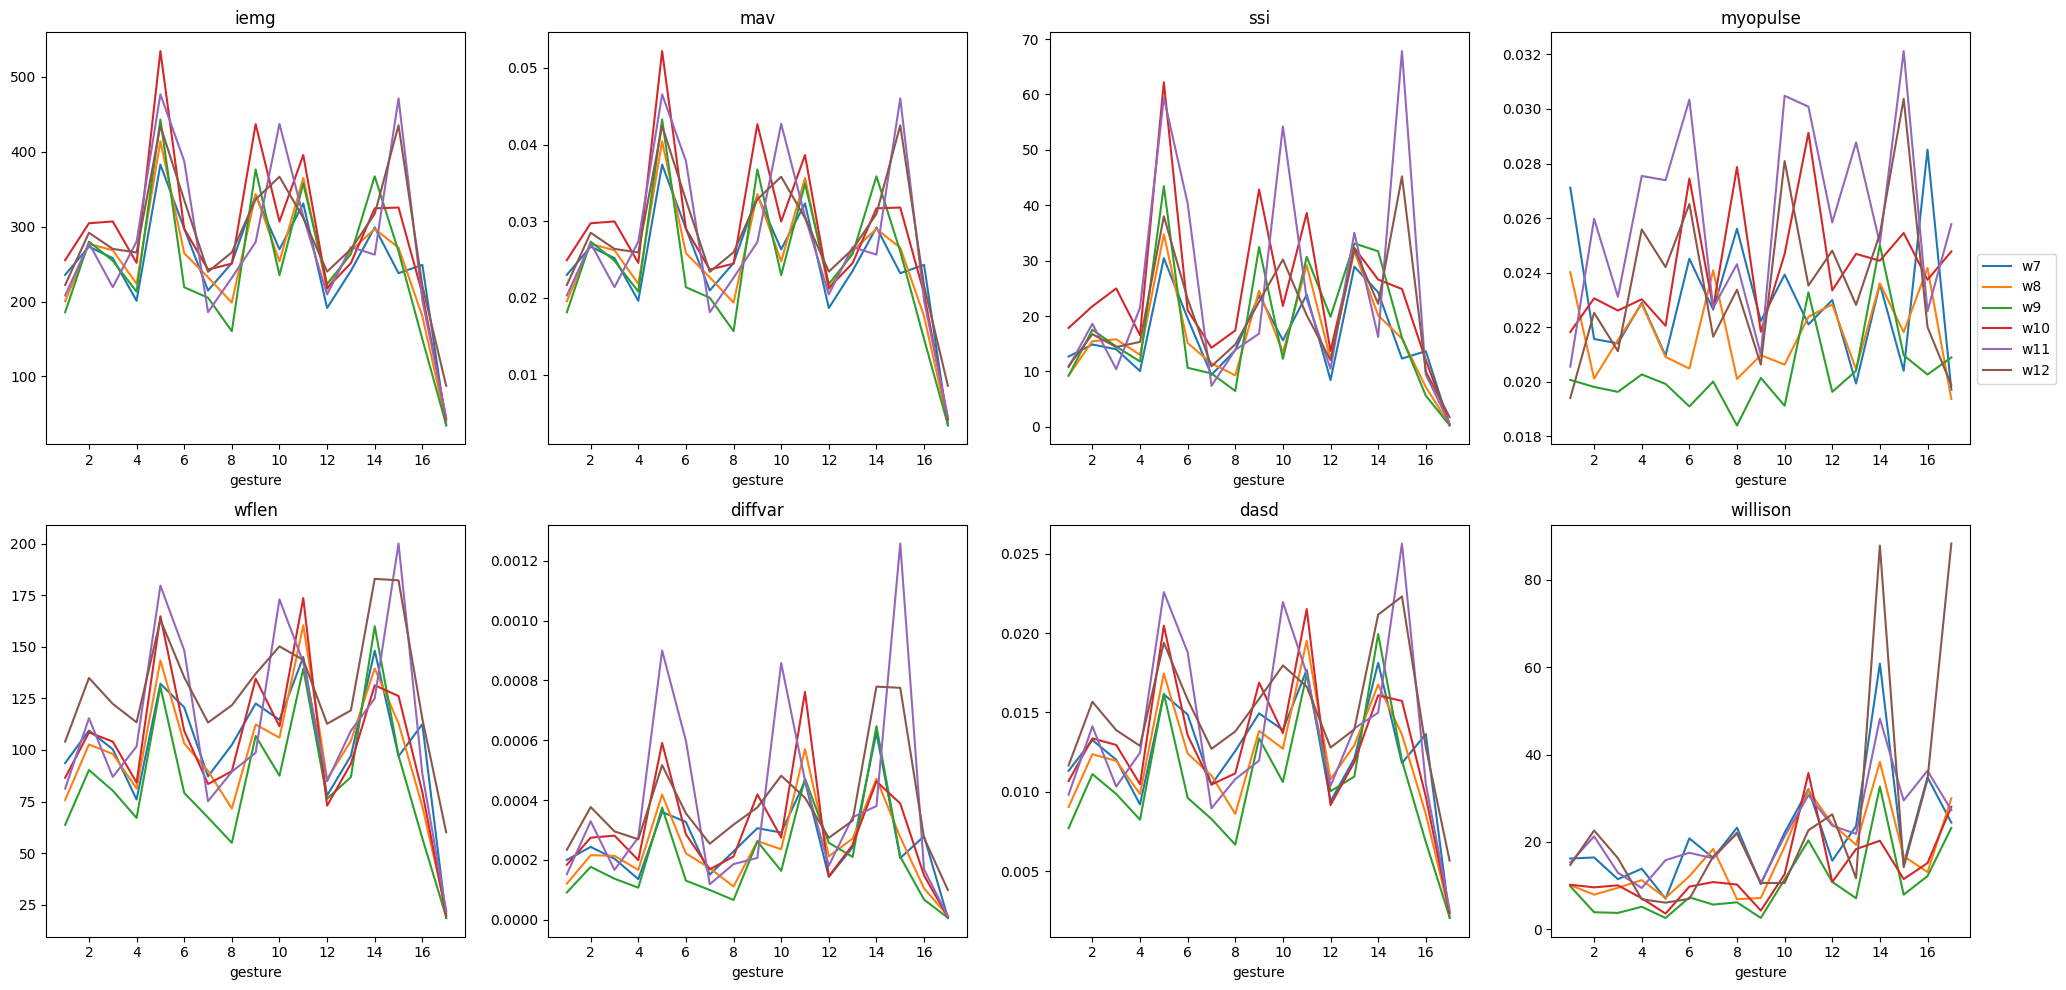 iemg
mav
ssi
myopulse
500
400
300
200
100
2 4 6 8 10 12 14 16
gesture
0.05
0.04
0.03
0.02
0.01
2 4 6 8 10 12 14 16
gesture
70
60
50
40
30
20
10
0
2 4 6 8 10 12 14 16
gesture
0.032
0.030
0.028
0.026
0.024
0.022
0.020
0.018
2 4 6 8 10 12 14 16
gesture
w7
w8
w9
w10
w11
w12
wflen
diffvar
dasd
willison
200
175
150
125
100
75
50
25
2 4 6 8 10 12 14 16
gesture
0.0012
0.0010
0.0008
0.0006
0.0004
0.0002
0.0000
2 4 6 8 10 12 14 16
gesture
0.025
0.020
0.015
0.010
0.005
2 4 6 8 10 12 14 16
gesture
80
60
40
20
0
2 4 6 8 10 12 14 16
gesture